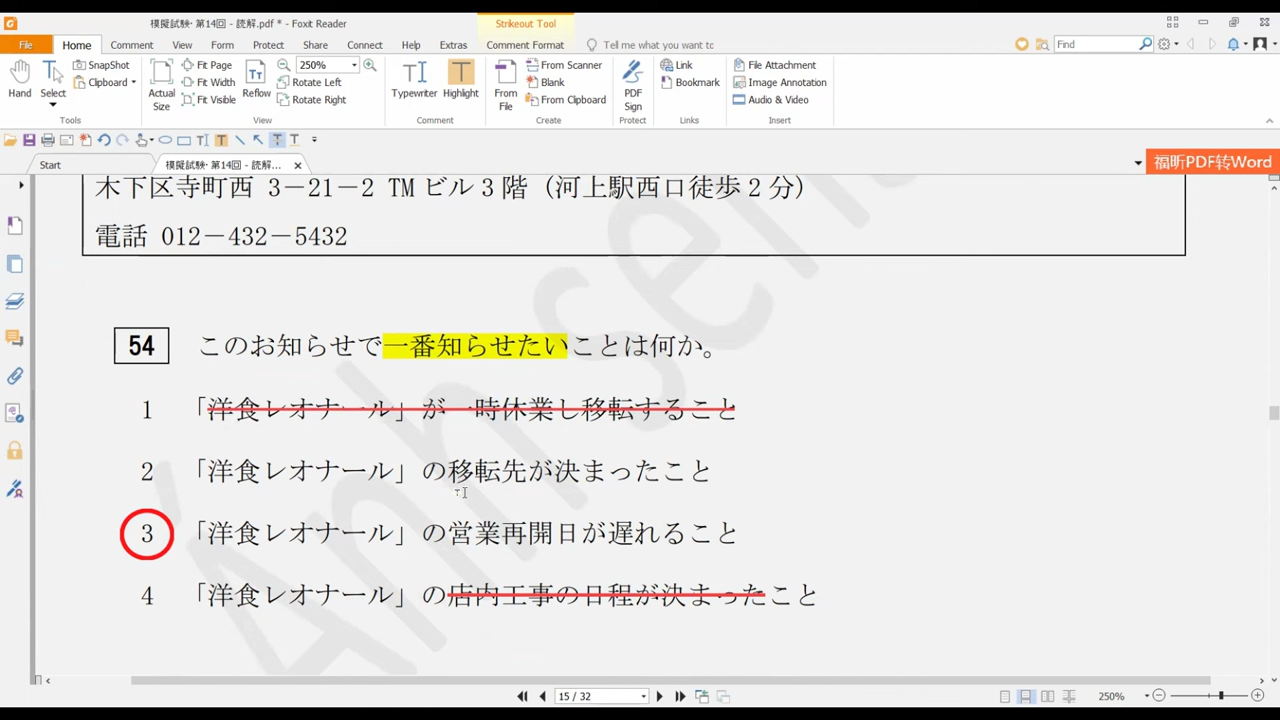 模擬試験· 第14回 - 読解.pdf * - Foxit Reader
Strikeout Tool
File Home Comment View Form Protect Share Connect Help Extras Comment Format Tell me what you want tc Find
Hand Select SnapShot Clipboard
Tools
Actual Size Fit Page Fit Width Fit Visible Reflow 250% Rotate Left Rotate Right
View
Typewriter Highlight
Comment
From File From Scanner Blank From Clipboard
Create
PDF Sign
Protect
Link Bookmark
Links
File Attachment Image Annotation Audio & Video
Insert
Start 模擬試験· 第14回 - 読解... 福昕PDF转Word
木下区寺町西 3－21－2 TM ビル 3 階（河上駅西口徒歩 2 分）
電話 012－432－5432
54 このお知らせで一番知らせたいことは何か。
1 「洋食レオナール」が一時休業し移転すること
2 「洋食レオナール」の移転先が決まったこと
3 「洋食レオナール」の営業再開日が遅れること
4 「洋食レオナール」の店内工事の日程が決まったこと
15 / 32 250%